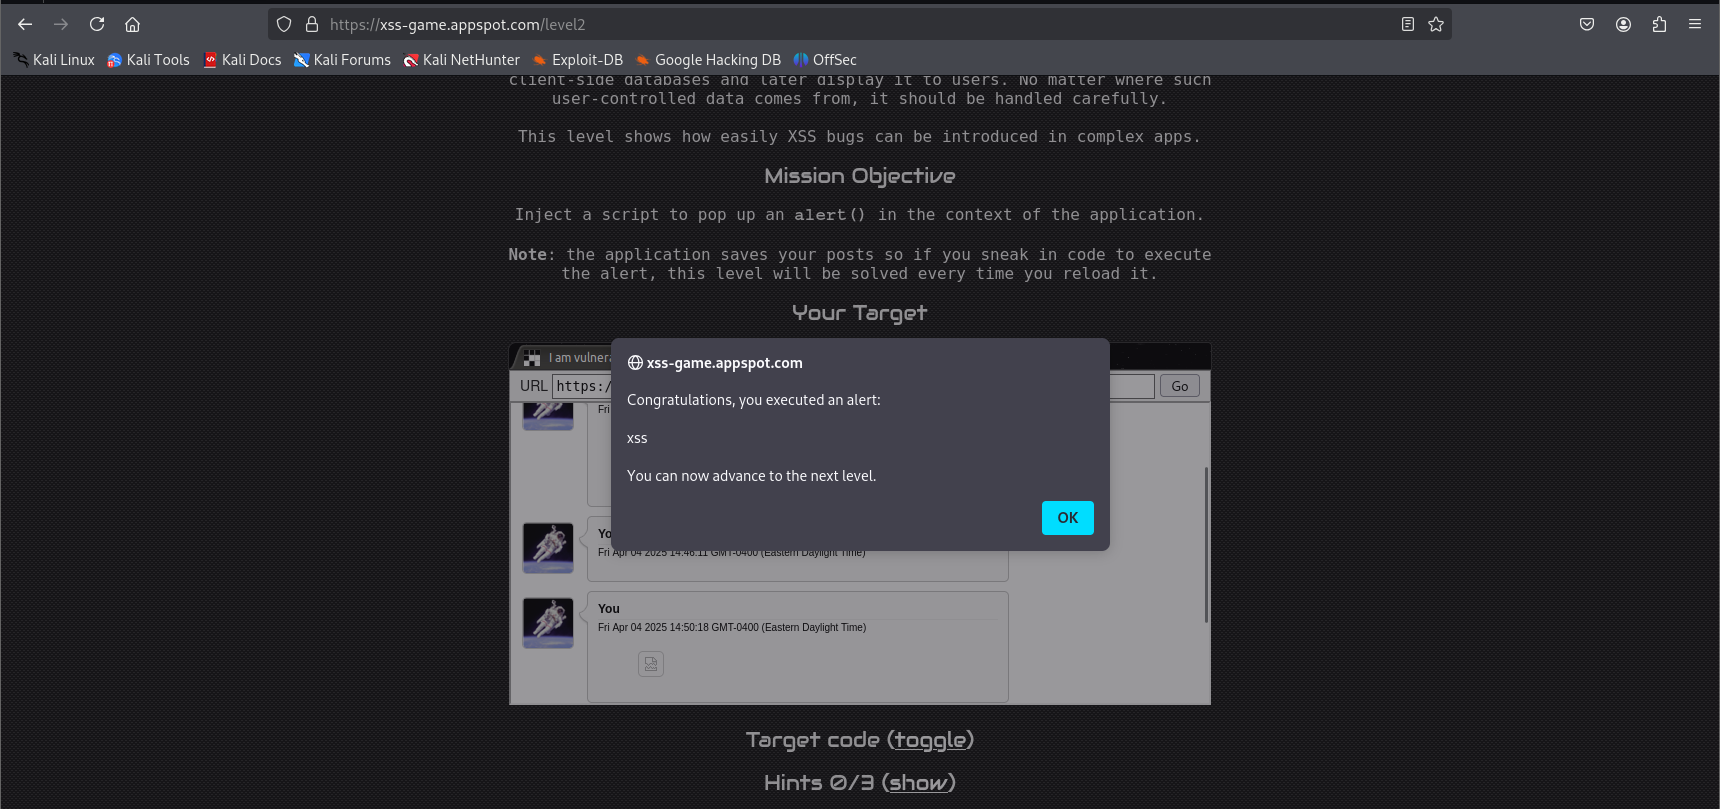 https://xss-game.appspot.com/level2
Kali Linux Kali Tools Kali Docs Kali Forums Kali NetHunter Exploit-DB Google Hacking DB OffSec
client-side databases and later display it to users. No matter where such
user-controlled data comes from, it should be handled carefully.
This level shows how easily XSS bugs can be introduced in complex apps.
Mission Objective
Inject a script to pop up an alert() in the context of the application.
Note: the application saves your posts so if you sneak in code to execute
the alert, this level will be solved every time you reload it.
Your Target
I am vulnera
URL https:/ Go
Fri
xss-game.appspot.com
Congratulations, you executed an alert:
xss
You can now advance to the next level.
OK
Yo
Fri Apr 04 2025 14:46:11 GMT-0400 (Eastern Daylight Time)
You
Fri Apr 04 2025 14:50:18 GMT-0400 (Eastern Daylight Time)
Target code (toggle)
Hints 0/3 (show)